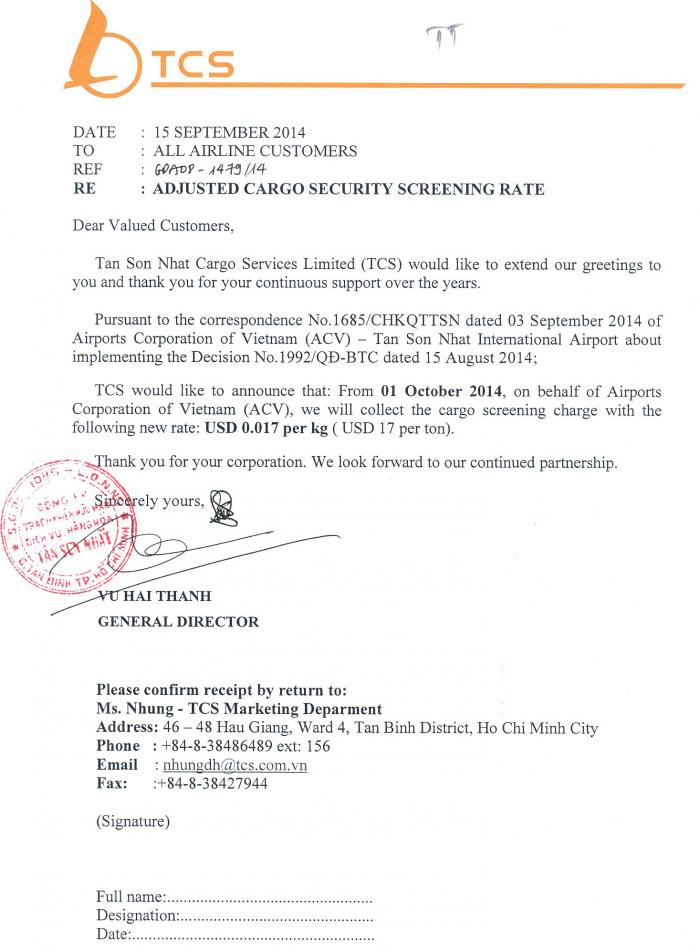 TT
TCS
DATE : 15 SEPTEMBER 2014
TO : ALL AIRLINE CUSTOMERS
REF : - 1479/14
RE : ADJUSTED CARGO SECURITY SCREENING RATE
Dear Valued Customers,
Tan Son Nhat Cargo Services Limited (TCS) would like to extend our greetings to
you and thank you for your continuous support over the years.
Pursuant to the correspondence No.1685/CHKQTTSN dated 03 September 2014 of
Airports Corporation of Vietnam (ACV) – Tan Son Nhat International Airport about
implementing the Decision No.1992/QĐ-BTC dated 15 August 2014;
TCS would like to announce that: From 01 October 2014, on behalf of Airports
Corporation of Vietnam (ACV), we will collect the cargo screening charge with the
following new rate: USD 0.017 per kg ( USD 17 per ton).
Thank you for your corporation. We look forward to our continued partnership.
Sincerely yours,
CÔNG TY
DỊCH VỤ HÀNG HÓA
TÂN SƠN NHẤT
Q.TÂN BÌNH T.P.HỒ CHÍ MINH
VU HAI THANH
GENERAL DIRECTOR
Please confirm receipt by return to:
Ms. Nhung - TCS Marketing Deparment
Address: 46 – 48 Hau Giang, Ward 4, Tan Binh District, Ho Chi Minh City
Phone : +84-8-38486489 ext: 156
Email : nhungdh@tcs.com.vn
Fax: :+84-8-38427944
(Signature)
Full name:..................................................
Designation:...............................................
Date:..........................................................